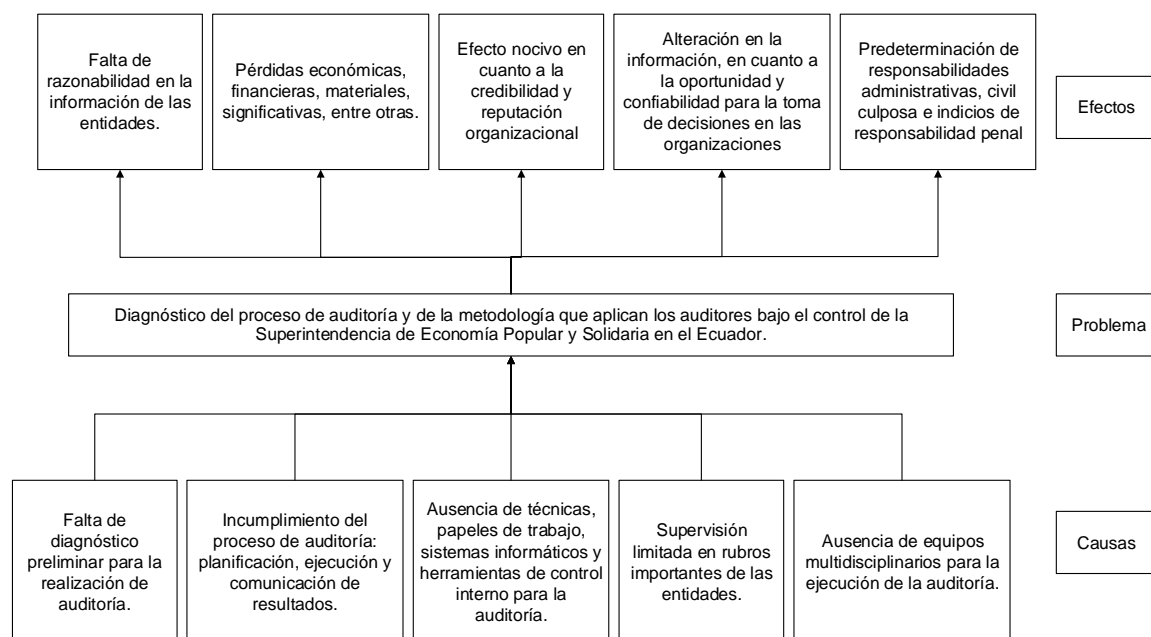 Falta de
razonabilidad en la
información de las
entidades.
Pérdidas económicas,
financieras, materiales,
significativas, entre otras.
Efecto nocivo en
cuanto a la
credibilidad y
reputación
organizacional
Alteración en la
información, en cuanto
a la oportunidad
y confiabilidad para la toma
de decisiones en las
organizaciones
Predeterminación de
responsabilidades
administrativas, civil
culposa e indicios de
responsabilidad penal
Efectos
Diagnóstico del proceso de auditoría y de la metodología que aplican los auditores bajo el control de la
Superintendencia de Economía Popular y Solidaria en el Ecuador.
Problema
Falta de
diagnóstico
preliminar para la
realización de
auditoría.
Incumplimiento del
proceso de auditoría:
planificación, ejecución y
comunicación de
resultados.
Ausencia de técnicas,
papeles de trabajo,
sistemas informáticos y
herramientas de control
interno para la
auditoría.
Supervisión
limitada en rubros
importantes de las
entidades.
Ausencia de equipos
multidisciplinarios para la
ejecución de la auditoría.
Causas